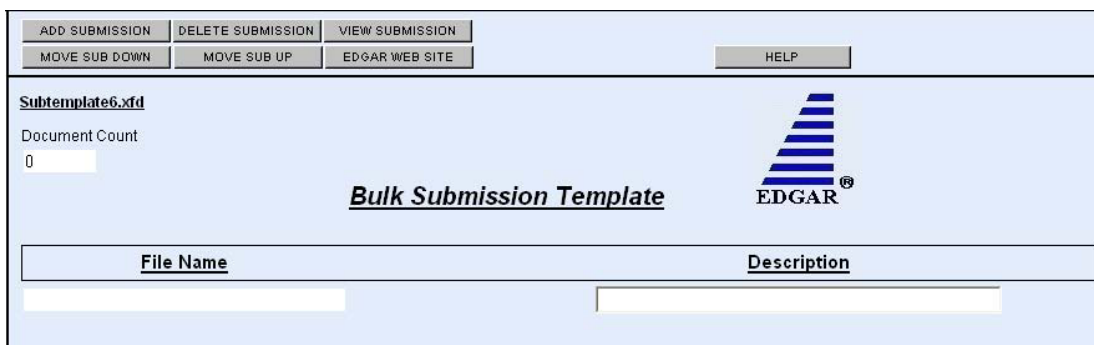 ADD SUBMISSION DELETE SUBMISSION VIEW SUBMISSION
MOVE SUB DOWN MOVE SUB UP EDGAR WEB SITE HELP
Subtemplate6.xfd
Document Count
0
Bulk Submission Template
EDGAR®
File Name Description